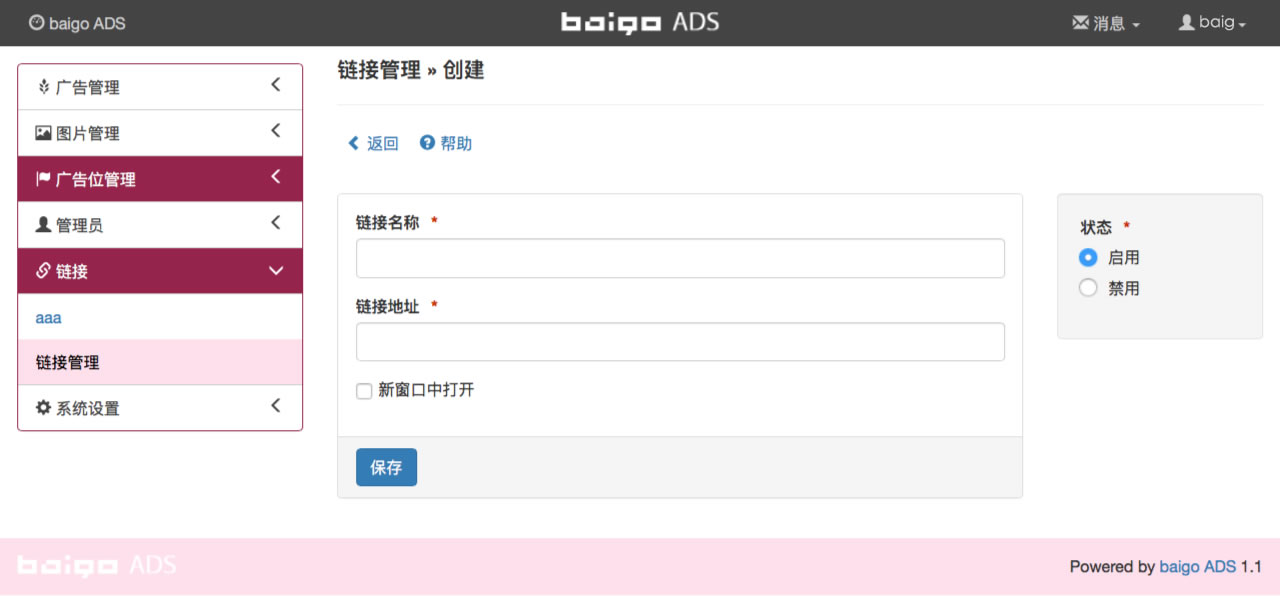 baigo ADS
baigo ADS
消息
baig
广告管理
图片管理
广告位管理
管理员
链接
aaa
链接管理
系统设置
链接管理 » 创建
返回
帮助
链接名称 *
链接地址 *
新窗口中打开
保存
状态 *
启用
禁用
baigo ADS
Powered by baigo ADS 1.1